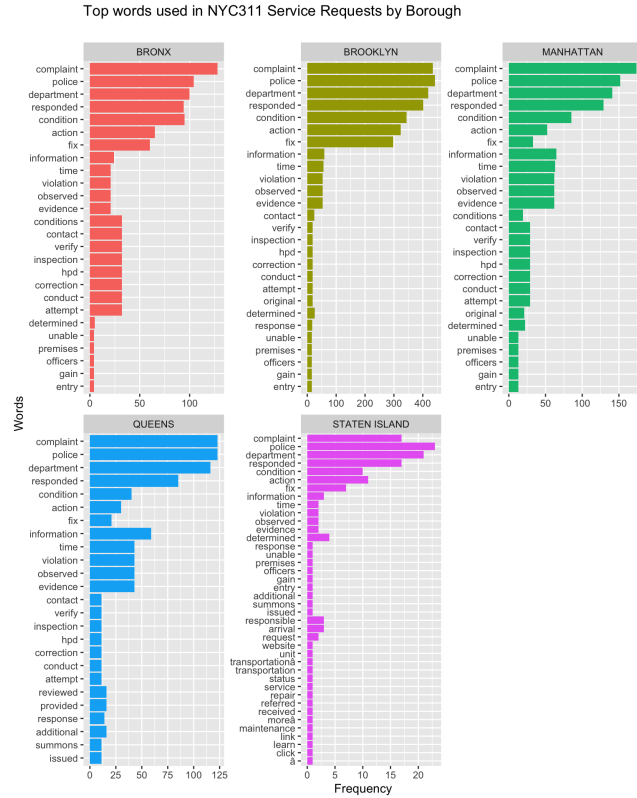 Top words used in NYC311 Service Requests by Borough
Words
BRONX
complaint
police
department
responded
condition
action
fix
information
time
violation
observed
evidence
conditions
contact
verify
inspection
hpd
correction
conduct
attempt
determined
unable
premises
officers
gain
entry
0 50 100
BROOKLYN
complaint
police
department
responded
condition
action
fix
information
time
violation
observed
evidence
contact
verify
inspection
hpd
correction
conduct
attempt
original
determined
response
unable
premises
officers
gain
entry
0 100 200 300 400
MANHATTAN
complaint
police
department
responded
condition
action
fix
information
time
violation
observed
evidence
conditions
contact
verify
inspection
hpd
correction
conduct
attempt
original
determined
unable
premises
officers
gain
entry
0 50 100 150
QUEENS
complaint
police
department
responded
condition
action
fix
information
time
violation
observed
evidence
contact
verify
inspection
hpd
correction
conduct
attempt
reviewed
provided
response
additional
summons
issued
0 25 50 75 100 125
STATEN ISLAND
complaint
police
department
responded
condition
action
fix
information
time
violation
observed
evidence
determined
response
unable
premises
officers
gain
entry
additional
summons
issued
responsible
arrival
request
website
unit
transportationâ
transportation
status
service
repair
referred
received
moreâ
maintenance
link
learn
click
â
0 5 10 15 20
Frequency